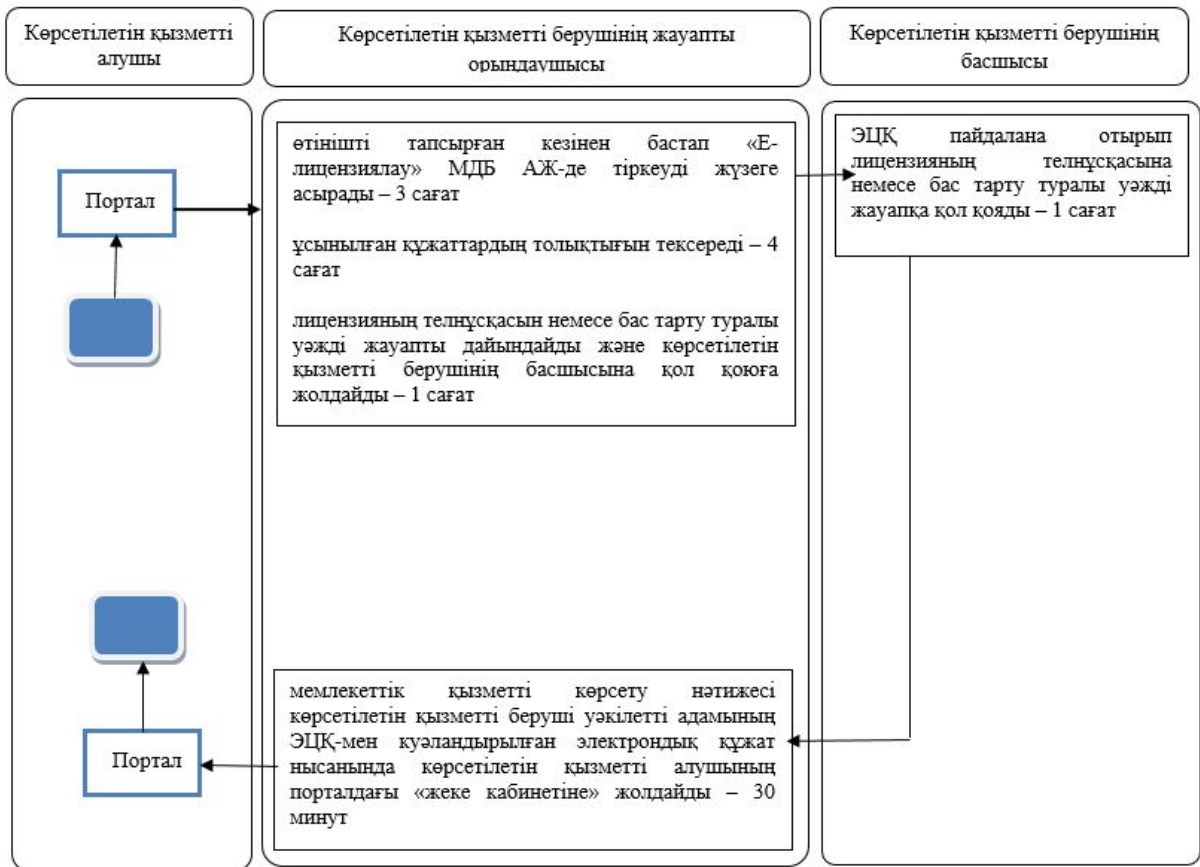 Көрсетілетін қызметті
алушы
Көрсетілетін қызметті берушінің жауапты
орындаушысы
Көрсетілетін қызметті берушінің
басшысы
Портал
өтінішті тапсырған кезінен бастап «Е-
лицензиялау» МДБ АЖ-де тіркеуді жүзеге
асырады – 3 сағат
ұсынылған құжаттардың толықтығын тексереді – 4
сағат
лицензияның телнұсқасын немесе бас тарту туралы
уәжді жауапты дайындайды және көрсетілетін
қызметті берушінің басшысына қол қоюға
жолдайды – 1 сағат
ЭЦҚ пайдалана отырып
лицензияның телнұсқасына
немесе бас тарту туралы уәжді
жауапқа қол қояды – 1 сағат
Портал
мемлекеттік қызметті көрсету нәтижесі
көрсетілетін қызметті беруші уәкілетті адамының
ЭЦҚ-мен куәландырылған электрондық құжат
нысанында көрсетілетін қызметті алушының
порталдағы «жеке кабинетіне» жолдайды – 30
минут